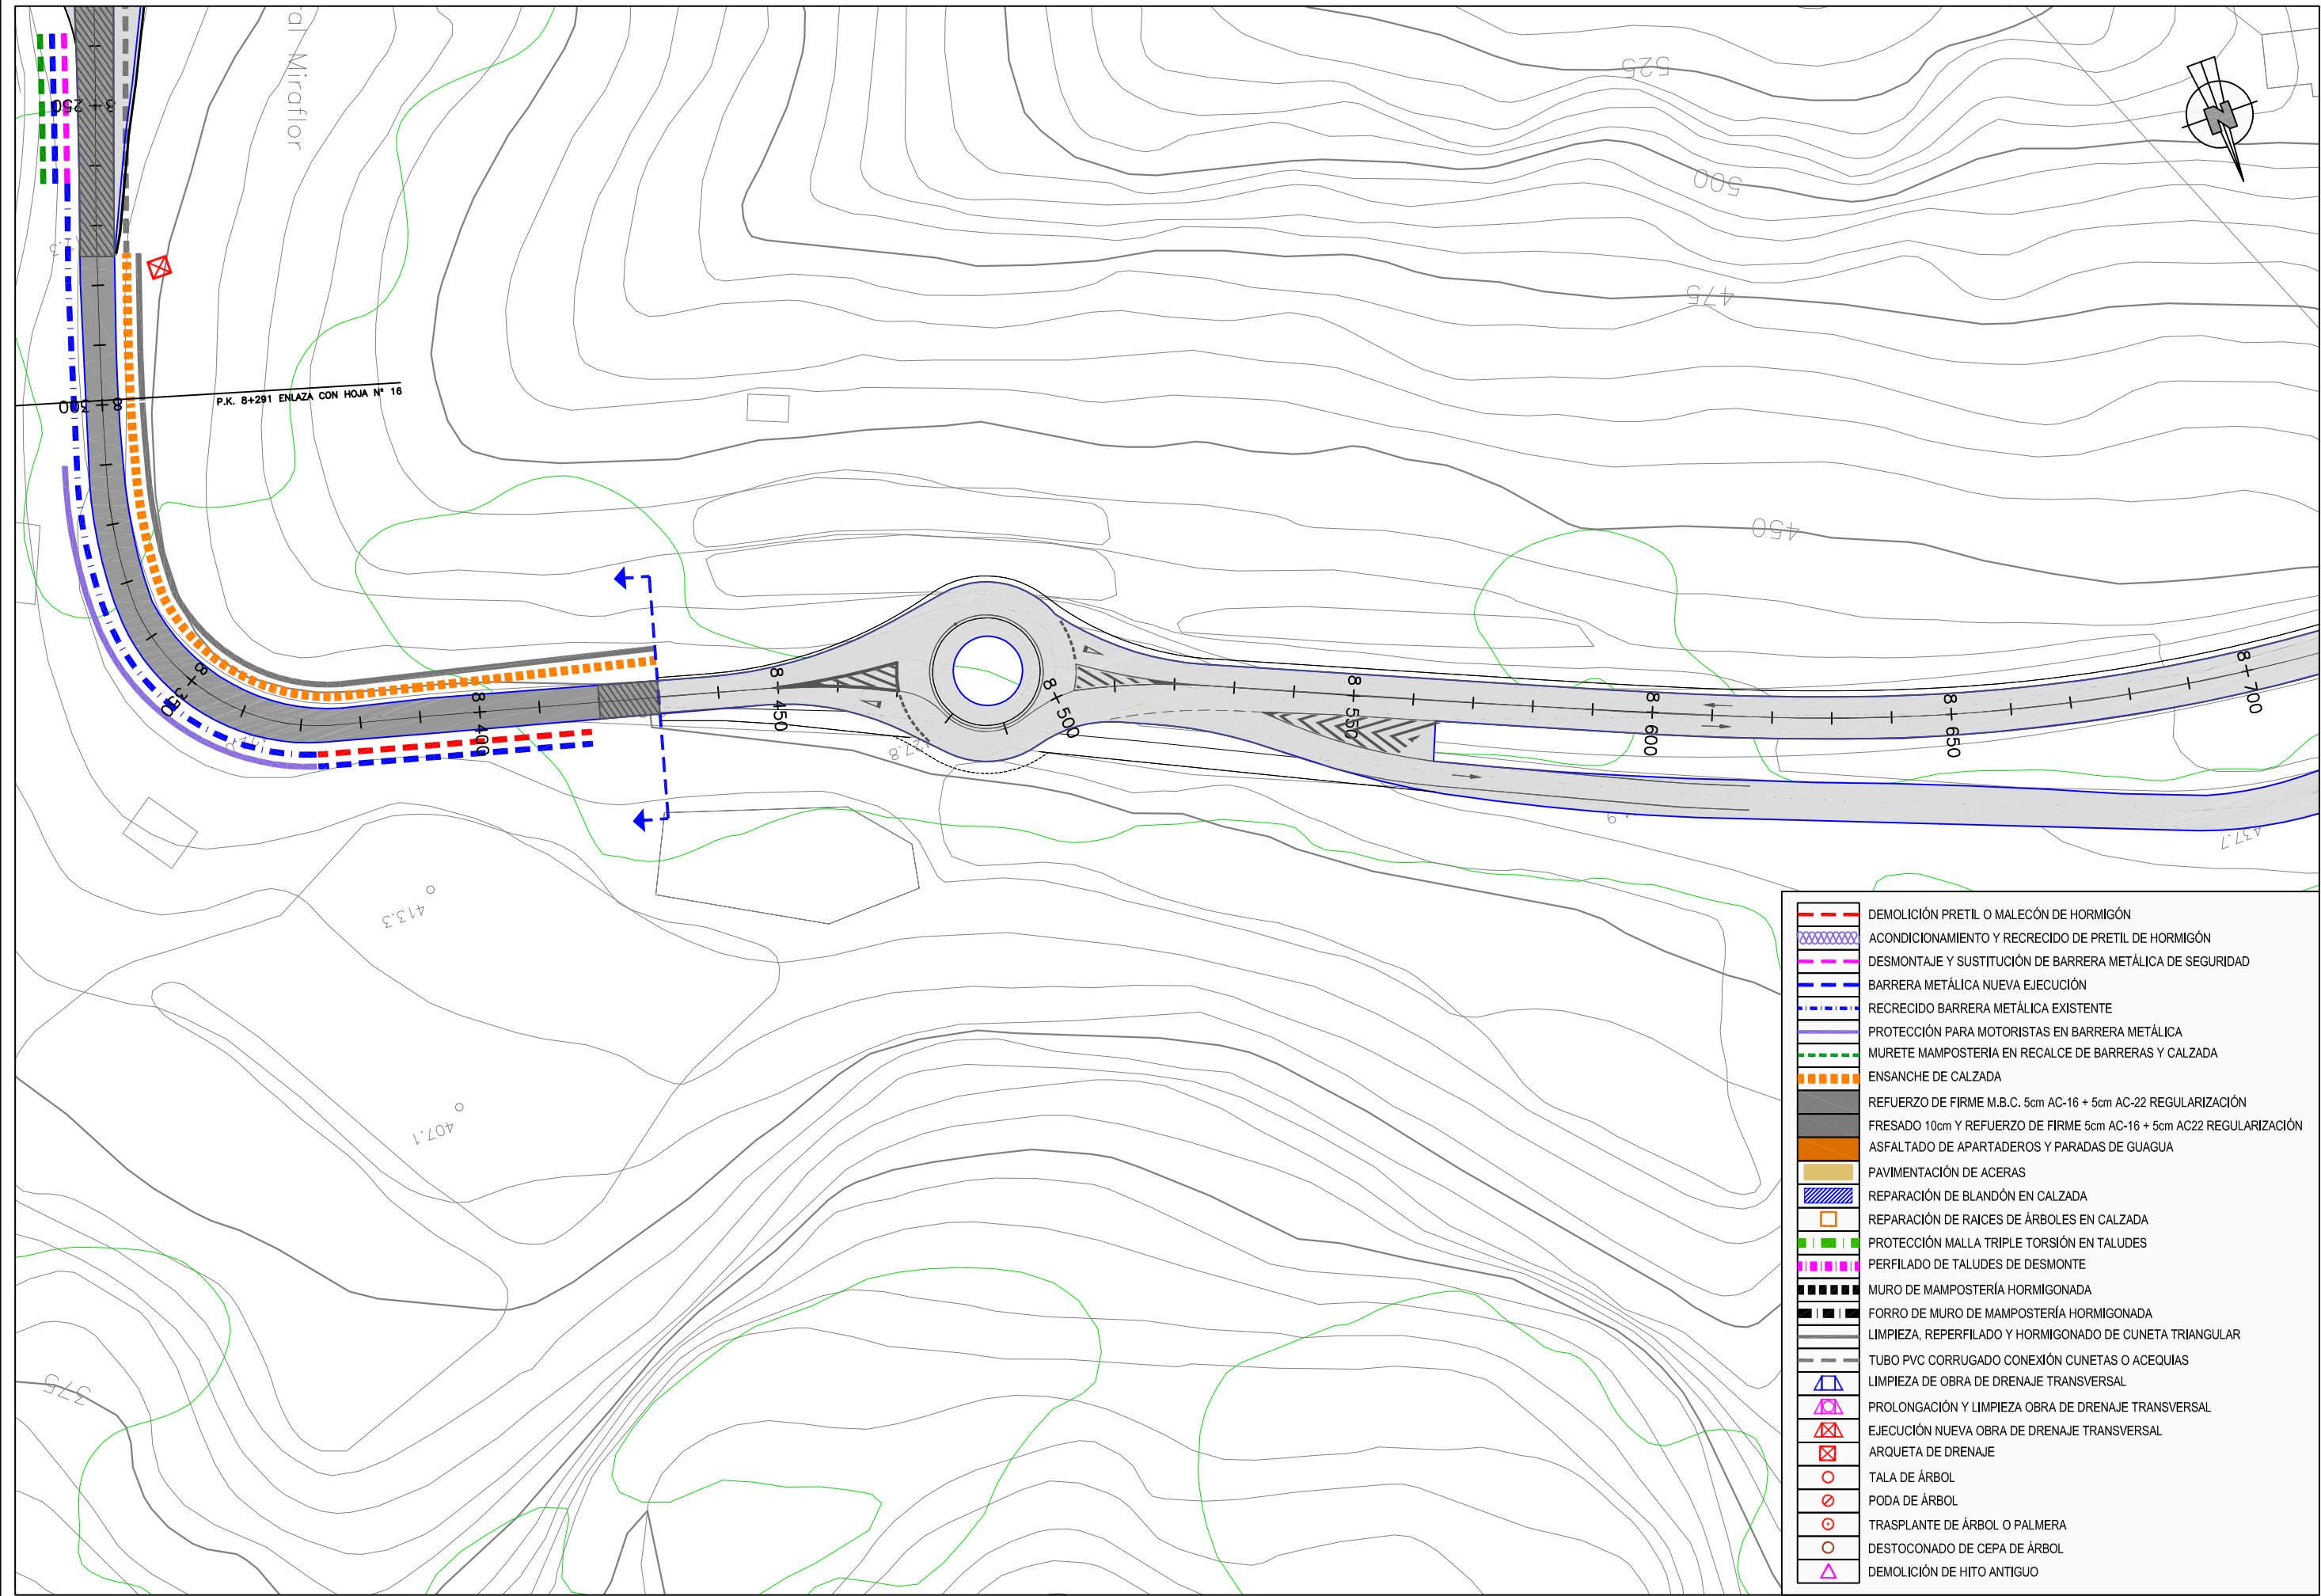 al Miraflor
525
500
475
450
8+250
P.K. 8+291 ENLAZA CON HOJA Nº 16
8+300
8+350
8+400
8+450
8+500
8+550
8+600
8+650
8+700
437.7
413.3
407.1
375
DEMOLICIÓN PRETIL O MALECÓN DE HORMIGÓN
ACONDICIONAMIENTO Y RECRECIDO DE PRETIL DE HORMIGÓN
DESMONTAJE Y SUSTITUCIÓN DE BARRERA METÁLICA DE SEGURIDAD
BARRERA METÁLICA NUEVA EJECUCIÓN
RECRECIDO BARRERA METÁLICA EXISTENTE
PROTECCIÓN PARA MOTORISTAS EN BARRERA METÁLICA
MURETE MAMPOSTERIA EN RECALCE DE BARRERAS Y CALZADA
ENSANCHE DE CALZADA
REFUERZO DE FIRME M.B.C. 5cm AC-16 + 5cm AC-22 REGULARIZACIÓN
FRESADO 10cm Y REFUERZO DE FIRME 5cm AC-16 + 5cm AC22 REGULARIZACIÓN
ASFALTADO DE APARTADEROS Y PARADAS DE GUAGUA
PAVIMENTACIÓN DE ACERAS
REPARACIÓN DE BLANDÓN EN CALZADA
REPARACIÓN DE RAICES DE ÁRBOLES EN CALZADA
PROTECCIÓN MALLA TRIPLE TORSIÓN EN TALUDES
PERFILADO DE TALUDES DE DESMONTE
MURO DE MAMPOSTERÍA HORMIGONADA
FORRO DE MURO DE MAMPOSTERÍA HORMIGONADA
LIMPIEZA, REPERFILADO Y HORMIGONADO DE CUNETA TRIANGULAR
TUBO PVC CORRUGADO CONEXIÓN CUNETAS O ACEQUIAS
LIMPIEZA DE OBRA DE DRENAJE TRANSVERSAL
PROLONGACIÓN Y LIMPIEZA OBRA DE DRENAJE TRANSVERSAL
EJECUCIÓN NUEVA OBRA DE DRENAJE TRANSVERSAL
ARQUETA DE DRENAJE
TALA DE ÁRBOL
PODA DE ÁRBOL
TRASPLANTE DE ÁRBOL O PALMERA
DESTOCONADO DE CEPA DE ÁRBOL
DEMOLICIÓN DE HITO ANTIGUO